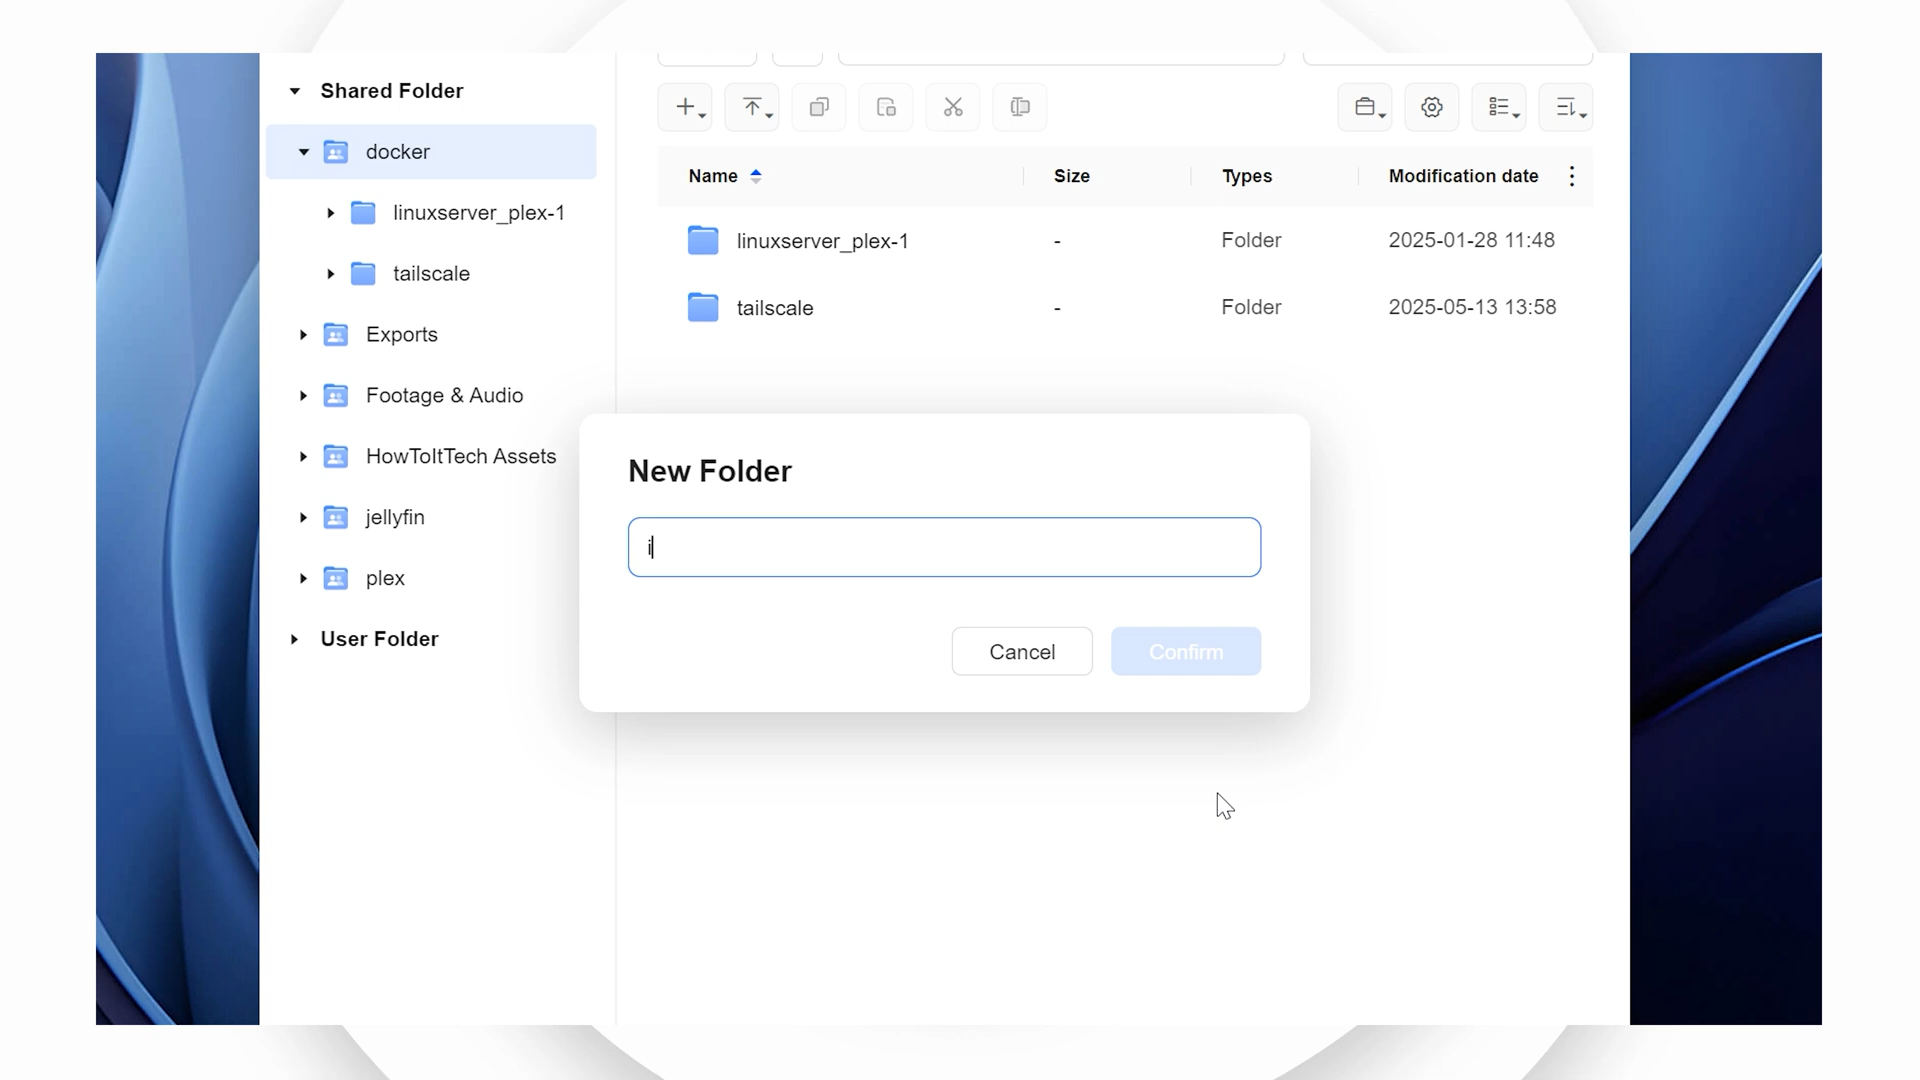 Shared Folder
docker
linuxserver_plex-1
tailscale
Exports
Footage & Audio
HowToItTech Assets
jellyfin
plex
User Folder
Name Size Types Modification date
linuxserver_plex-1 - Folder 2025-01-28 11:48
tailscale - Folder 2025-05-13 13:58
New Folder
i
Cancel Confirm